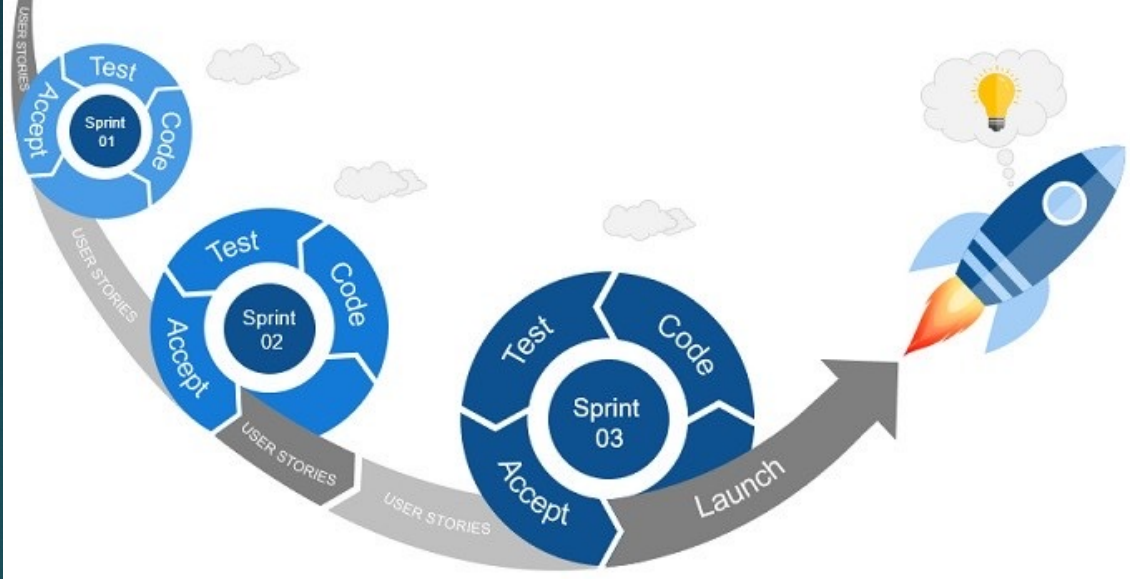 USER STORIES
Test
Code
Accept
Sprint
01
USER STORIES
Test
Code
Accept
Sprint
02
USER STORIES
USER STORIES
Test
Code
Accept
Sprint
03
Launch